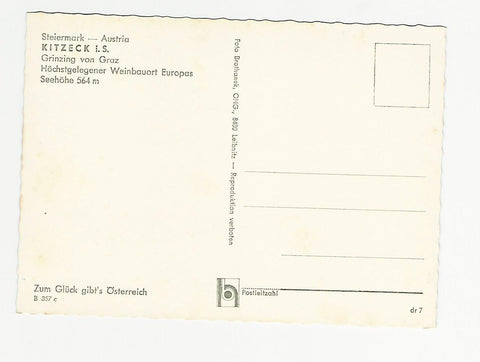 Steiermark — Austria
KITZECK i. S.
Grinzing von Graz
Höchstgelegener Weinbauort Europas
Seehöhe 564 m
Zum Glück gibt's Österreich
B 357 c
Foto Brathanek, OHG., 8430 Leibnitz — Reproduktion verboten
b
Postleitzahl
dr 7